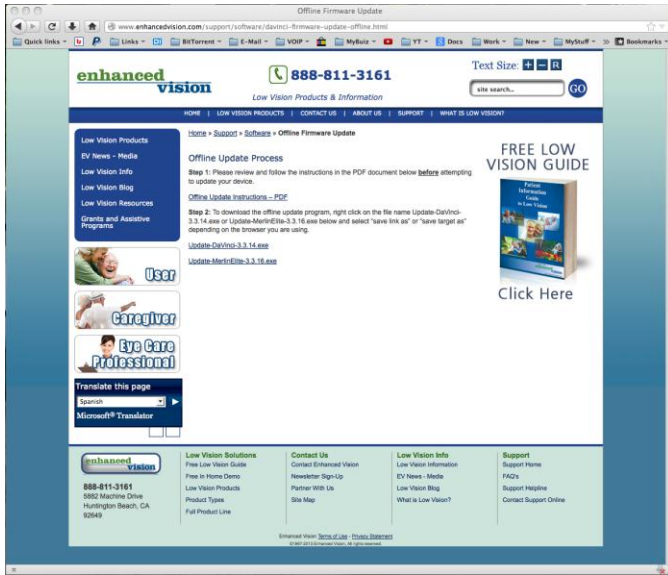 Offline Firmware Update
www.enhancedvision.com/support/software/davinci-firmware-update-offline.html
Quick links
Links
BitTorrent
E-Mail
VOIP
MyBuiz
YT
Docs
Work
New
MyStuff
Bookmarks
enhanced
vision
888-811-3161
Low Vision Products & Information
Text Size: + – R
site search...
GO
HOME | LOW VISION PRODUCTS | CONTACT US | ABOUT US | SUPPORT | WHAT IS LOW VISION?
Low Vision Products
EV News - Media
Low Vision Info
Low Vision Blog
Low Vision Resources
Grants and Assistive
Programs
User
Caregiver
Eye Care
Professional
Translate this page
Spanish
Microsoft® Translator
Home » Support » Software » Offline Firmware Update
Offline Update Process
Step 1: Please review and follow the instructions in the PDF document below before attempting
to update your device.
Offline Update Instructions – PDF
Step 2: To download the offline update program, right click on the file name Update-DaVinci-
3.3.14.exe or Update-MerlinElite-3.3.16.exe below and select "save link as" or "save target as"
depending on the browser you are using.
Update-DaVinci-3.3.14.exe
Update-MerlinElite-3.3.16.exe
FREE LOW
VISION GUIDE
Patient
Information
Guide
to Low Vision
Click Here
enhanced
vision
888-811-3161
5882 Machine Drive
Huntington Beach, CA
92649
Low Vision Solutions
Free Low Vision Guide
Free In Home Demo
Low Vision Products
Product Types
Full Product Line
Contact Us
Contact Enhanced Vision
Newsletter Sign-Up
Partner With Us
Site Map
Low Vision Info
Low Vision Information
EV News - Media
Low Vision Blog
What is Low Vision?
Support
Support Home
FAQ's
Support Helpline
Contact Support Online
Enhanced Vision Terms of Use - Privacy Statement
©1997-2013 Enhanced Vision, All rights reserved.